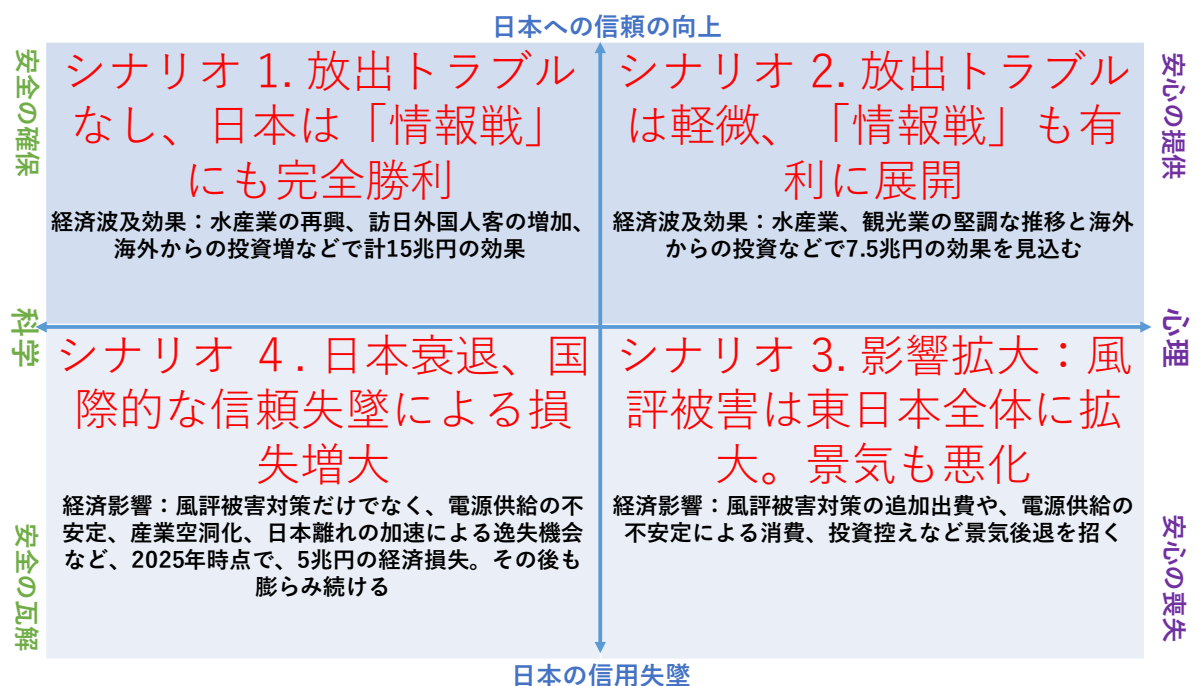 日本への信頼の向上
安全の確保
シナリオ 1. 放出トラブル
なし、日本は「情報戦」
にも完全勝利
経済波及効果：水産業の再興、訪日外国人客の増加、
海外からの投資増などで計15兆円の効果
シナリオ 2. 放出トラブル
は軽微、「情報戦」も有
利に展開
経済波及効果：水産業、観光業の堅調な推移と海外
からの投資などで7.5兆円の効果を見込む
安心の提供
科学
心理
シナリオ 4. 日本衰退、国
際的な信頼失墜による損
失増大
経済影響：風評被害対策だけでなく、電源供給の不
安定、産業空洞化、日本離れの加速による逸失機会
など、2025年時点で、5兆円の経済損失。その後も
膨らみ続ける
安全の瓦解
シナリオ 3. 影響拡大：風
評被害は東日本全体に拡
大。景気も悪化
経済影響：風評被害対策の追加出費や、電源供給の
不安定による消費、投資控えなど景気後退を招く
安心の喪失
日本の信用失墜